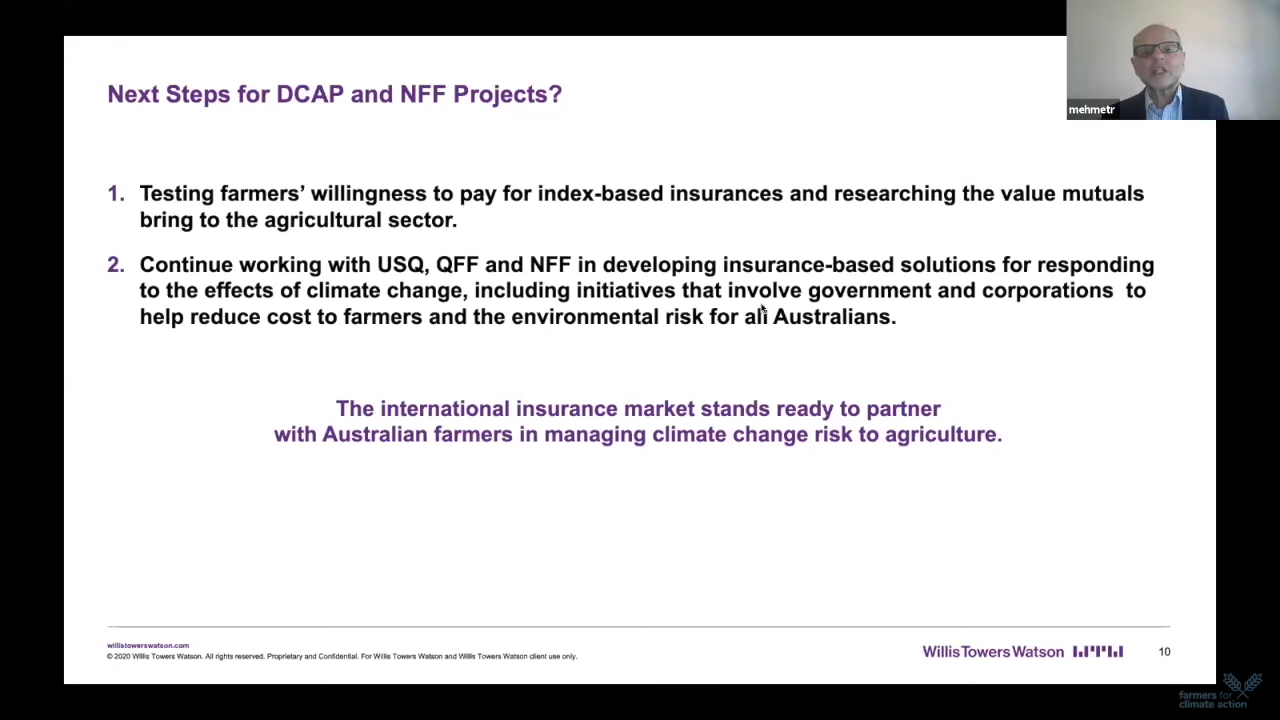 Next Steps for DCAP and NFF Projects?
mehmetr
1. Testing farmers’ willingness to pay for index-based insurances and researching the value mutuals
bring to the agricultural sector.
2. Continue working with USQ, QFF and NFF in developing insurance-based solutions for responding
to the effects of climate change, including initiatives that involve government and corporations to
help reduce cost to farmers and the environmental risk for all Australians.
The international insurance market stands ready to partner
with Australian farmers in managing climate change risk to agriculture.
willistowerswatson.com
© 2020 Willis Towers Watson. All rights reserved. Proprietary and Confidential. For Willis Towers Watson and Willis Towers Watson client use only.
Willis Towers Watson
10
farmers for
climate action